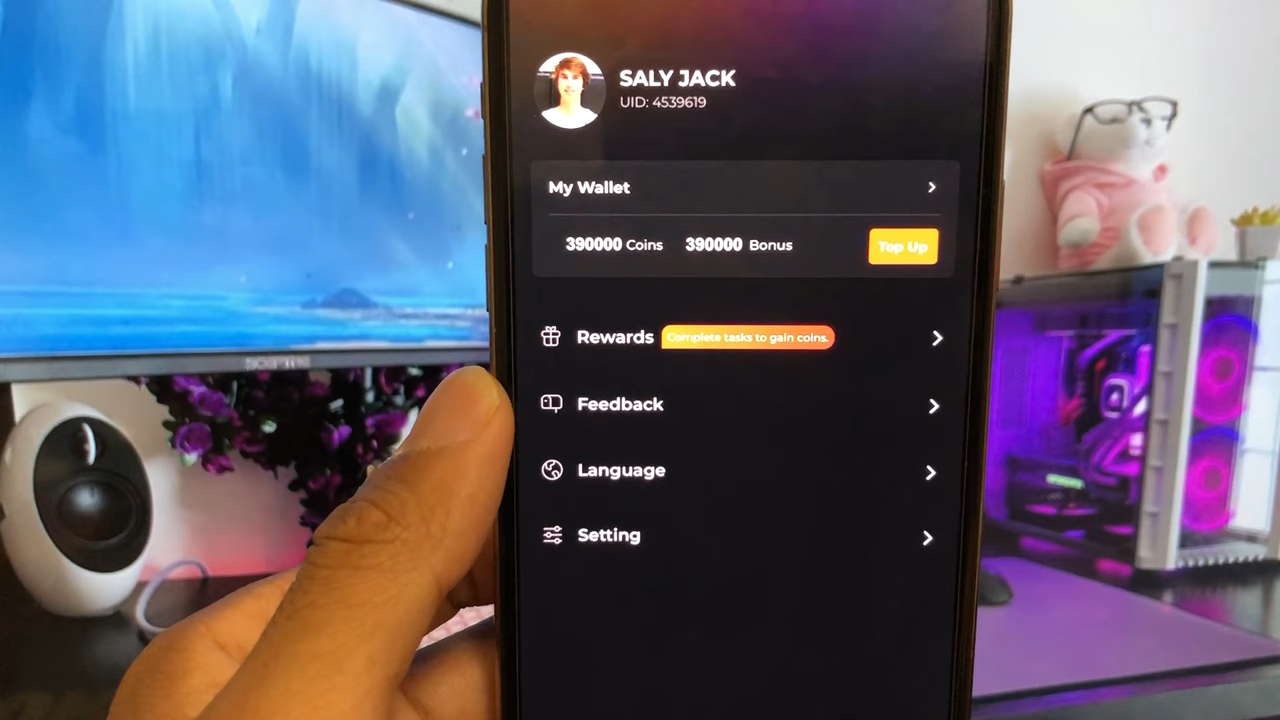 SALY JACK
UID: 4539619
My Wallet
390000 Coins 390000 Bonus Top Up
Rewards Complete tasks to gain coins.
Feedback
Language
Setting